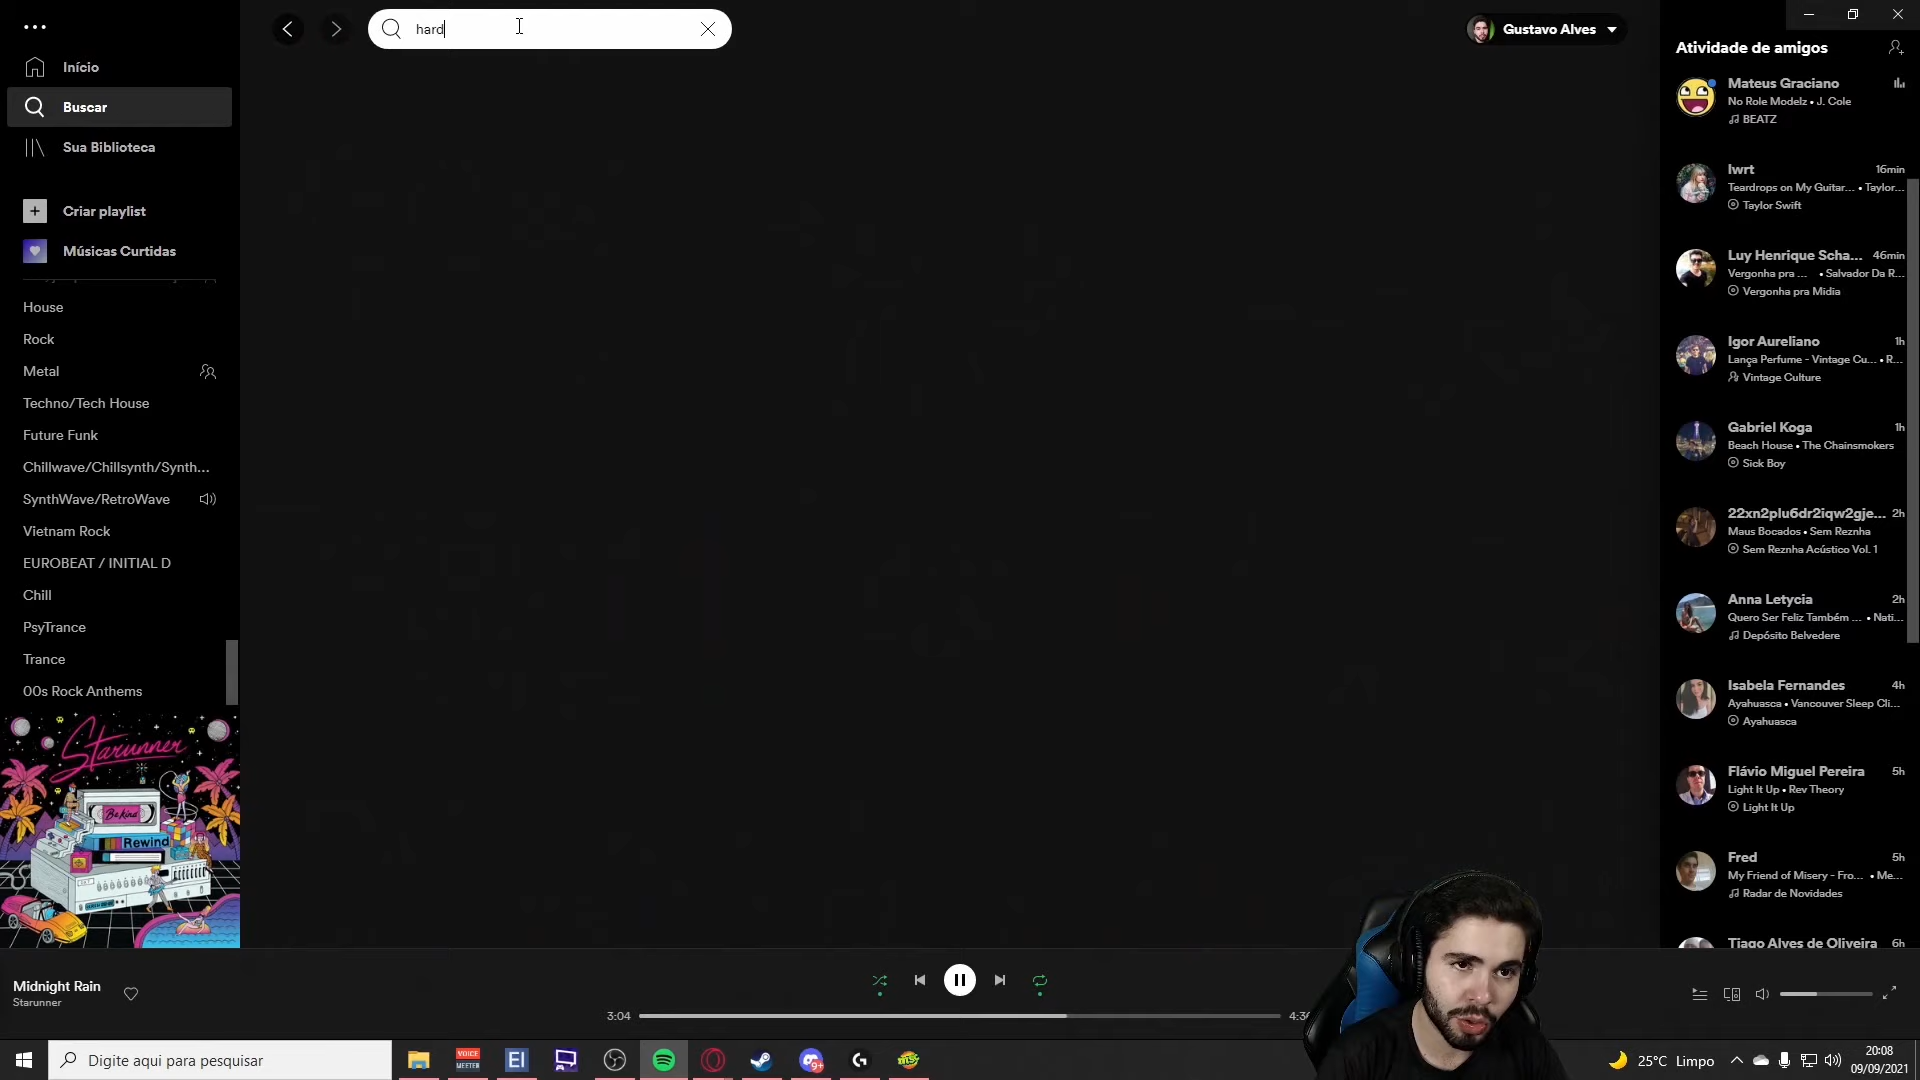 hard
Gustavo Alves
Início
Buscar
Sua Biblioteca
Criar playlist
Músicas Curtidas
House
Rock
Metal
Techno/Tech House
Future Funk
Chillwave/Chillsynth/Synth...
SynthWave/RetroWave
Vietnam Rock
EUROBEAT / INITIAL D
Chill
PsyTrance
Trance
00s Rock Anthems
Starunner
Be Kind
Rewind
Midnight Rain
Starunner
3:04
Atividade de amigos
Mateus Graciano
No Role Modelz • J. Cole
BEATZ
lwrt 16min
Teardrops on My Guitar... • Taylor...
Taylor Swift
Luy Henrique Scha... 46min
Vergonha pra ... • Salvador Da R...
Vergonha pra Midia
Igor Aureliano 1h
Lança Perfume - Vintage Cu... • R...
Vintage Culture
Gabriel Koga 1h
Beach House • The Chainsmokers
Sick Boy
22xn2plu6dr2iqw2gje... 2h
Maus Bocados • Sem Reznha
Sem Reznha Acústico Vol. 1
Anna Letycia 2h
Quero Ser Feliz Também ... • Nati...
Depósito Belvedere
Isabela Fernandes 4h
Ayahuasca • Vancouver Sleep Cli...
Ayahuasca
Flávio Miguel Pereira 5h
Light It Up • Rev Theory
Light It Up
Fred 5h
My Friend of Misery - Fro... • Me...
Radar de Novidades
Tiago Alves de Oliveira 6h
Digite aqui para pesquisar
VOICE
MEETER
EI
9+
25°C Limpo
20:08
09/09/2021